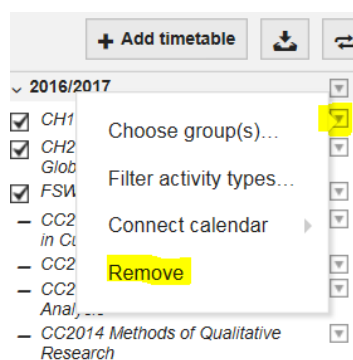 + Add timetable
2016/2017
CH1
CH2
Glob
FSW
CC2
in Cu
CC2
CC2
Analysis
CC2014 Methods of Qualitative
Research
Choose group(s)...
Filter activity types...
Connect calendar
Remove